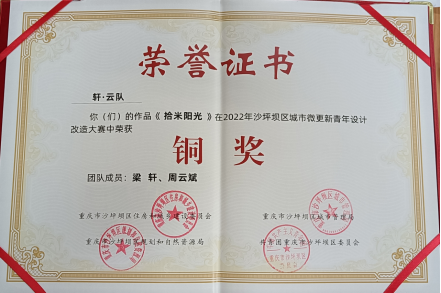 荣誉证书
轩·云队
你（们）的作品《 拾米阳光 》在2022年沙坪坝区城市微更新青年设计
改造大赛中荣获
铜 奖
团队成员：梁 轩、周云斌
重庆市沙坪坝区住房和城乡建设委员会 重庆市沙坪坝区城市管理局
重庆市沙坪坝区规划和自然资源局 共青团重庆市沙坪坝区委员会